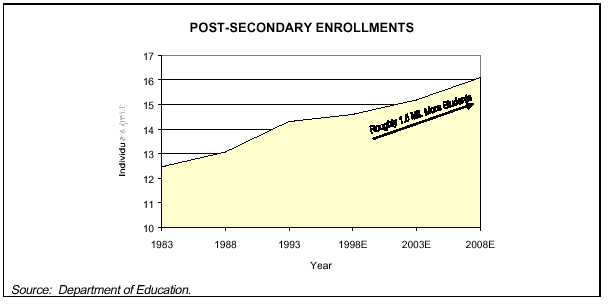 POST-SECONDARY ENROLLMENTS
17
16
15
14
13
12
11
10
Roughly 1.5 Mil. More Students
1983
1988
1993
1998E
2003E
2008E
Year
Source: Department of Education.